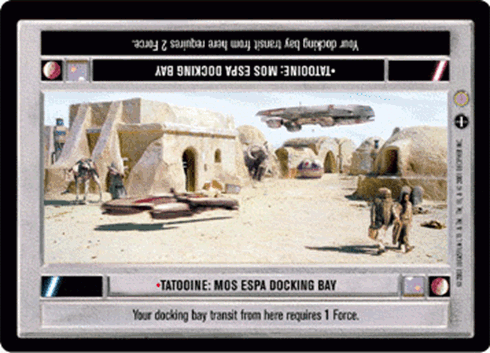 Your docking bay transit from here requires 2 Force.
•TATOOINE: MOS ESPA DOCKING BAY
•TATOOINE: MOS ESPA DOCKING BAY
Your docking bay transit from here requires 1 Force.